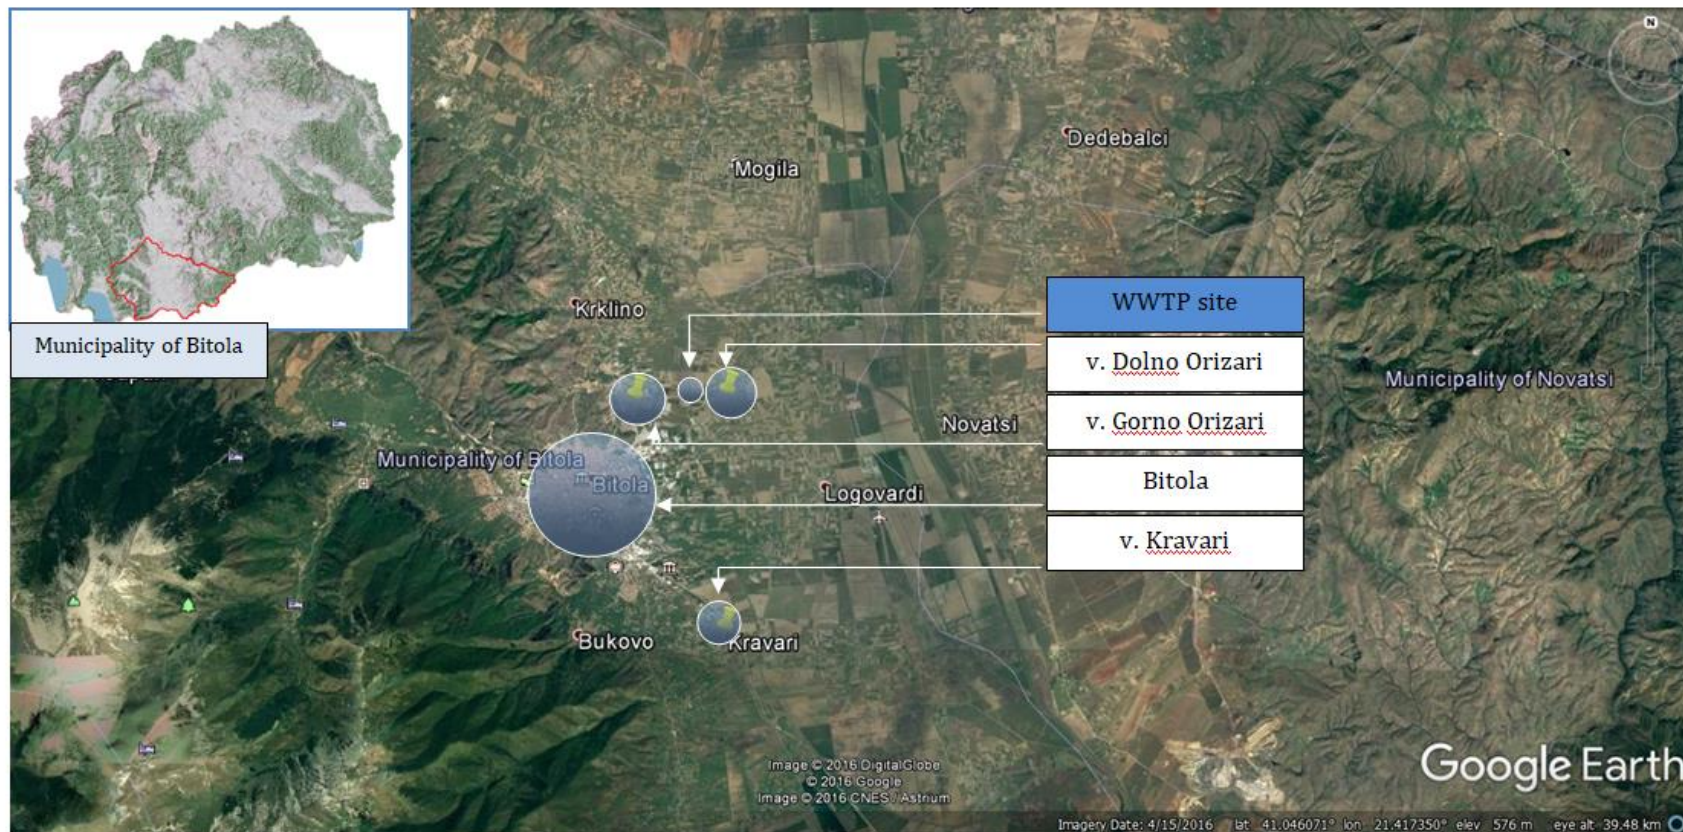 N
Dedebalci
Mogila
Krklino
WWTP site
Municipality of Bitola
v. Dolno Orizari
Municipality of Novatsi
v. Gorno Orizari
Novatsi
Municipality of Bitola
Bitola
Bitola
Logovardi
v. Kravari
Bukovo
Kravari
Google Earth
Image © 2016 DigitalGlobe
© 2016 Google
Image © 2016 CNES / Astrium
Imagery Date: 4/15/2016 lat 41.046071° lon 21.417350° elev 576 m eye alt 39.48 km